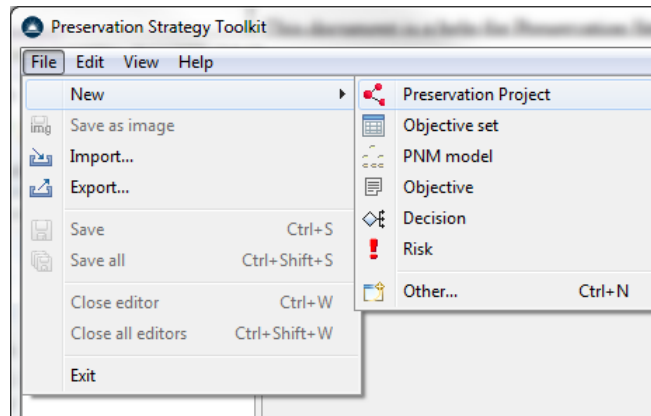 Preservation Strategy Toolkit
File Edit View Help
New
Save as image
Import...
Export...
Save Ctrl+S
Save all Ctrl+Shift+S
Close editor Ctrl+W
Close all editors Ctrl+Shift+W
Exit
Preservation Project
Objective set
PNM model
Objective
Decision
Risk
Other... Ctrl+N
img